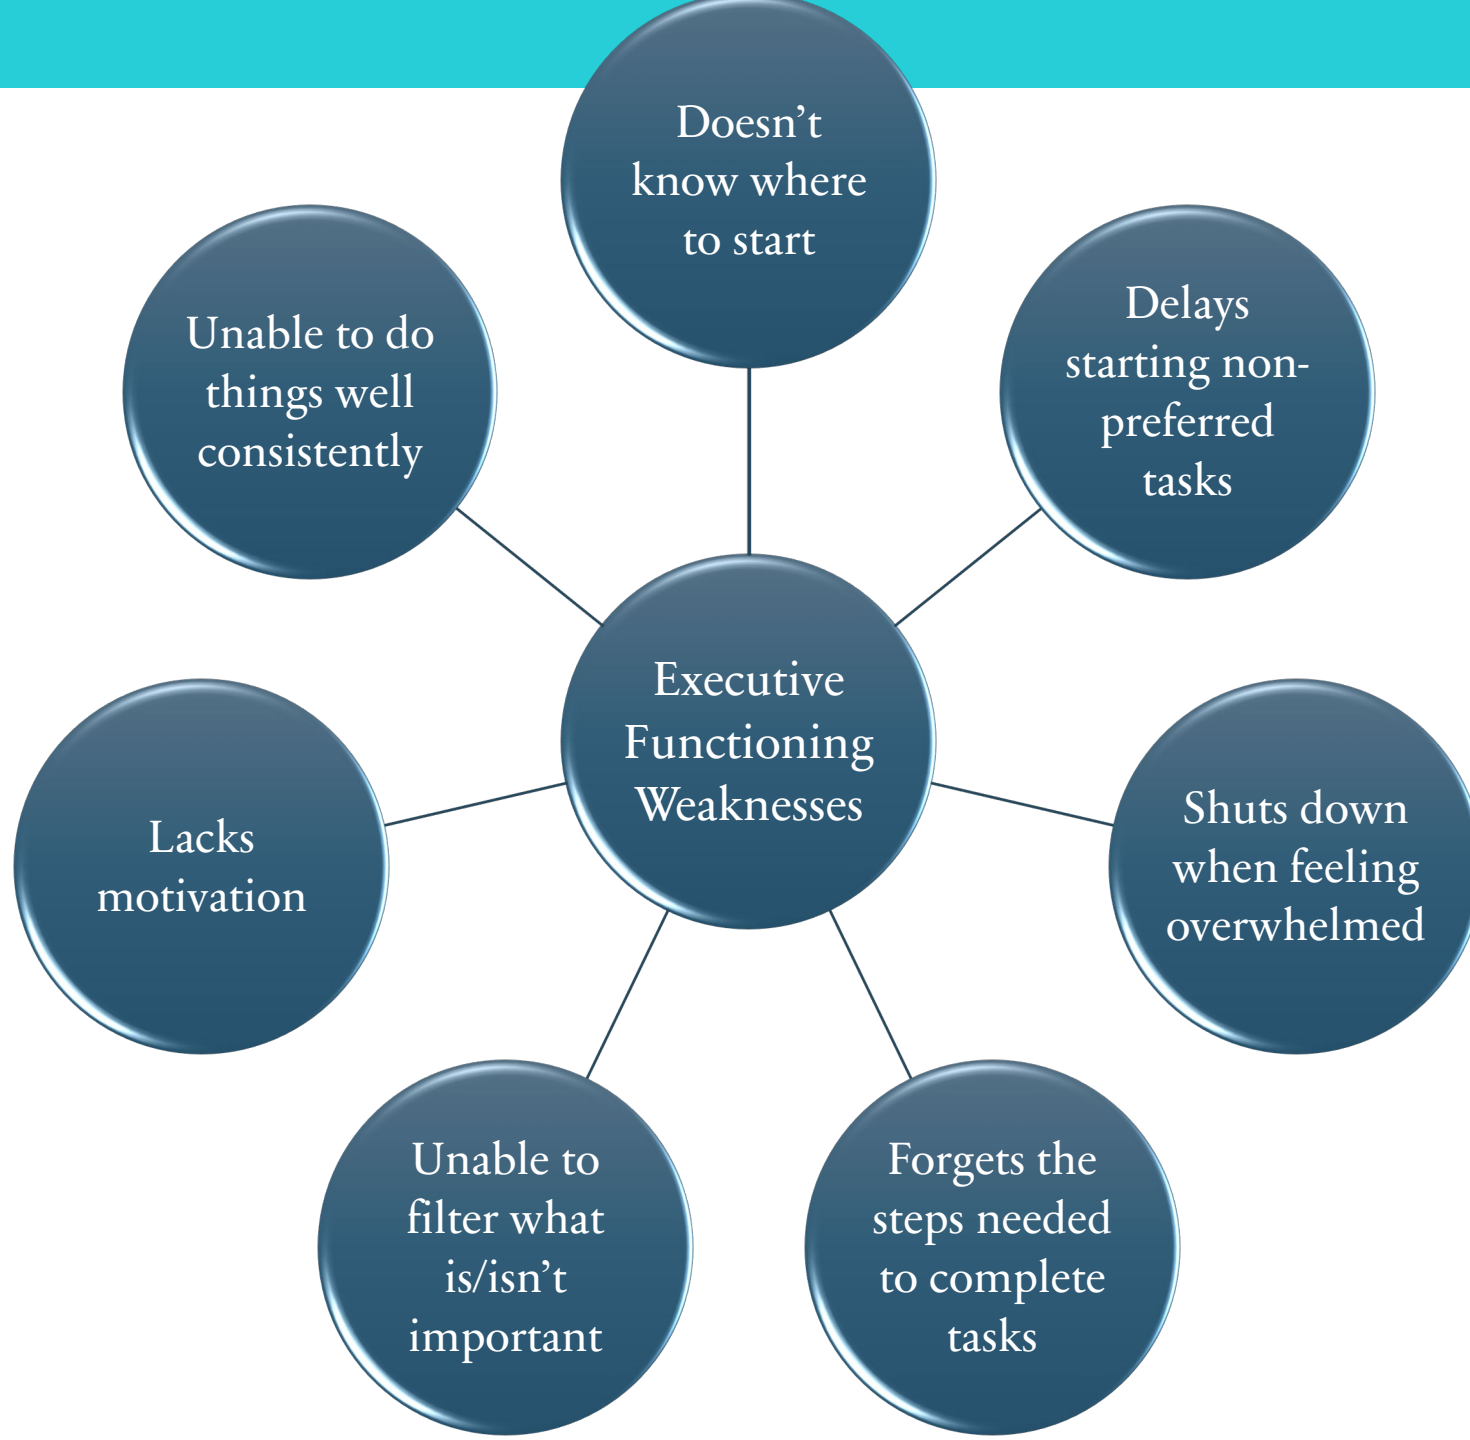 Doesn’t
know where
to start
Delays
starting non-
preferred
tasks
Shuts down
when feeling
overwhelmed
Forgets the
steps needed
to complete
tasks
Unable to
filter what
is/isn’t
important
Lacks
motivation
Unable to do
things well
consistently
Executive
Functioning
Weaknesses